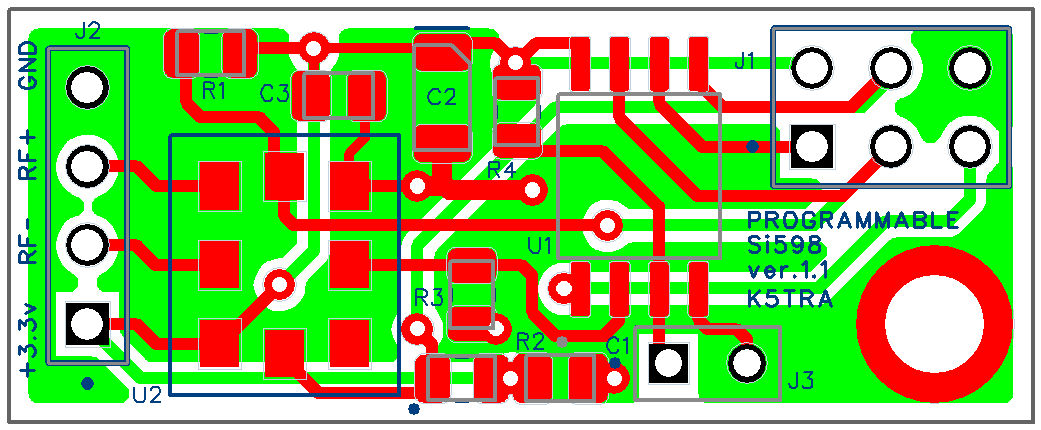 J2
GND
RF+
RF-
+3.3v
R1
C3
C2
R4
J1
U1
PROGRAMMABLE
Si598
ver.1.1
K5TRA
R3
R2
C1
J3
U2